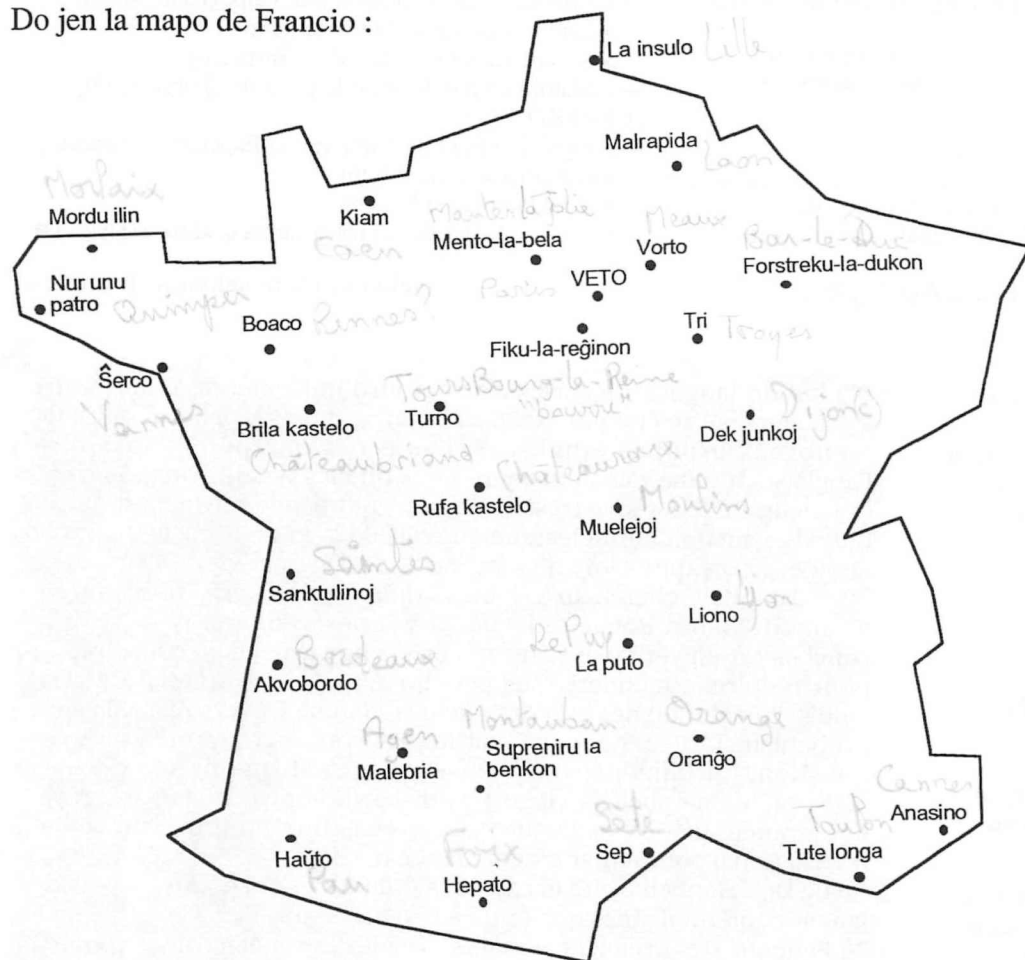 Do jen la mapo de Francio :
La insulo
Lille
Malrapida
Laon
Morlaix
Mordu ilin
Kiam
Caen
Mantes la Jolie
Mento-la-bela
Meaux
Vorto
Bar-le-Duc
Forstreku-la-dukon
Nur unu
patro
Quimper
Rennes?
Boaco
Paris
VETO
Fiku-la-reĝinon
Tri
Troyes
Ŝerco
Vannes
Brila kastelo
Châteaubriand
Tours
Turno
Bourg-la-Reine
"bourre"
Dek junkoj
Dijon(c)
Châteauroux
Rufa kastelo
Muelejoj
Moulins
Sanktulinoj
Saintes
Liono
Lyon
Le Puy
La puto
Bordeaux
Akvobordo
Agen
Malebria
Montauban
Supreniru la
benkon
Orange
Oranĝo
Cannes
Anasino
Toulon
Tute longa
Sète
Sep
Haŭto
Pau
Foix
Hepato